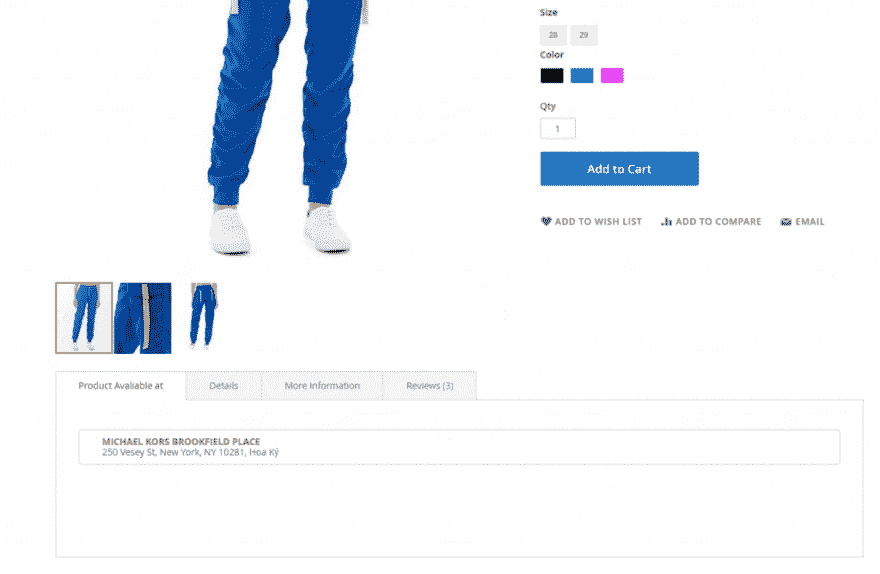 Size
28 29
Color
Qty
1
Add to Cart
ADD TO WISH LIST ADD TO COMPARE EMAIL
Product Avaliable at Details More Information Reviews (3)
MICHAEL KORS BROOKFIELD PLACE
250 Vesey St, New York, NY 10281, Hoa Kỳ